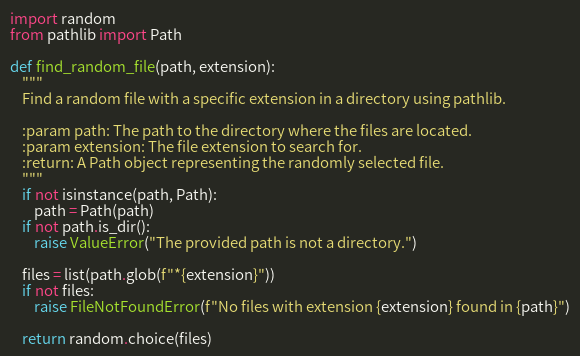 import random
from pathlib import Path

def find_random_file(path, extension):
    """
    Find a random file with a specific extension in a directory using pathlib.

    :param path: The path to the directory where the files are located.
    :param extension: The file extension to search for.
    :return: A Path object representing the randomly selected file.
    """
    if not isinstance(path, Path):
        path = Path(path)
    if not path.is_dir():
        raise ValueError("The provided path is not a directory.")

    files = list(path.glob(f"*{extension}"))
    if not files:
        raise FileNotFoundError(f"No files with extension {extension} found in {path}")

    return random.choice(files)